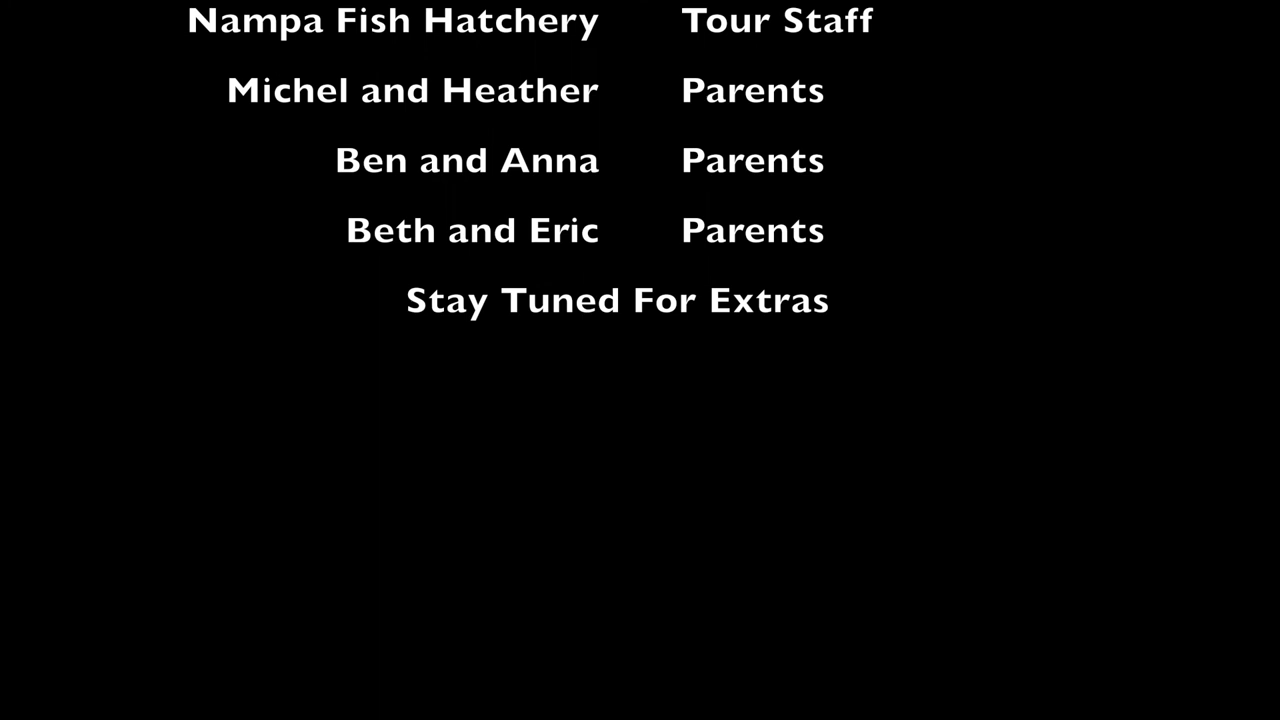 Nampa Fish Hatchery Tour Staff
Michel and Heather Parents
Ben and Anna Parents
Beth and Eric Parents
Stay Tuned For Extras